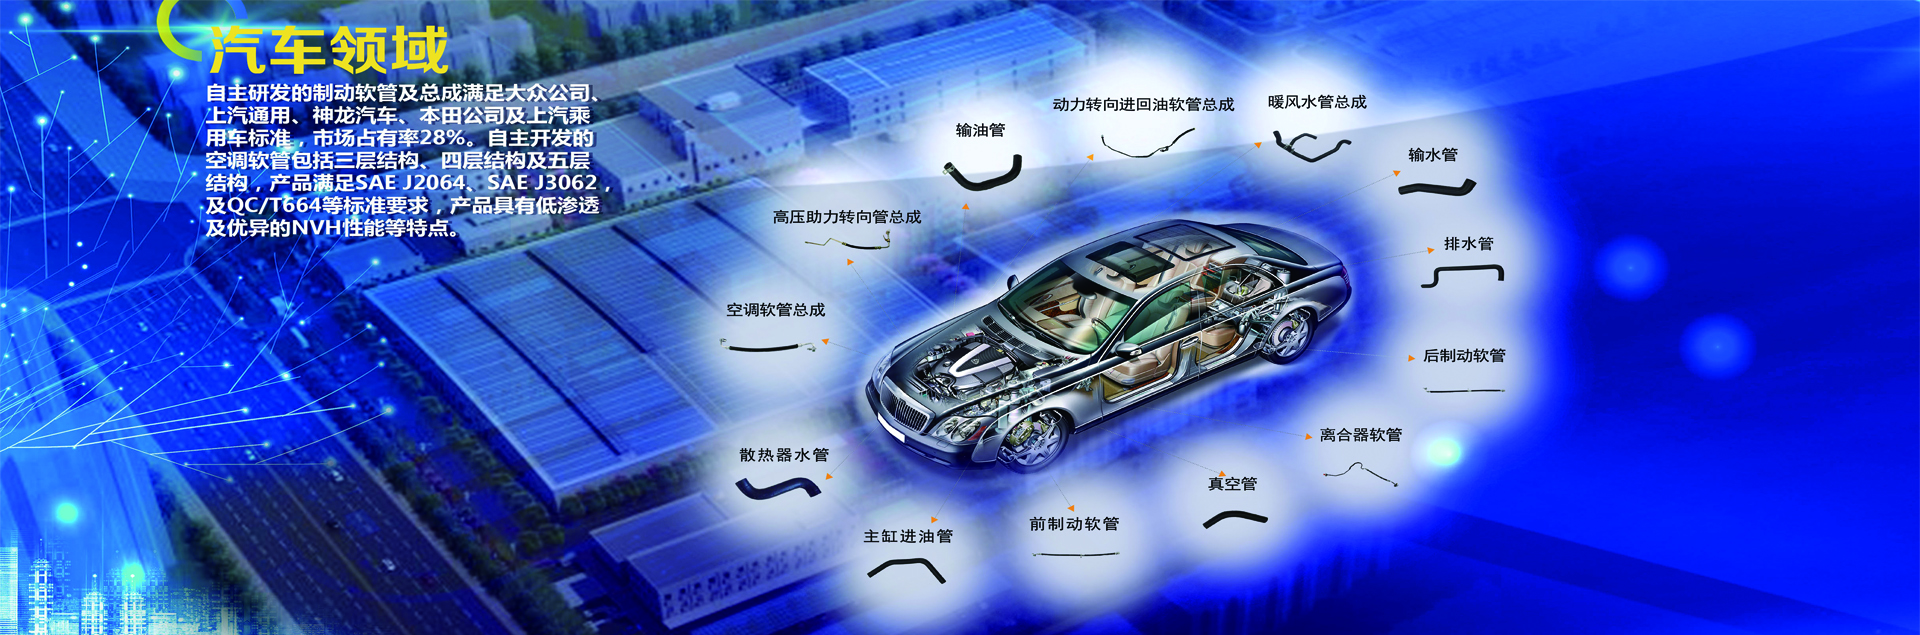 汽车领域
自主研发的制动软管及总成满足大众公司、
上汽通用、神龙汽车、本田公司及上汽乘
用车标准，市场占有率28%。自主开发的
空调软管包括三层结构、四层结构及五层
结构，产品满足SAE J2064、SAE J3062，
及QC/T664等标准要求，产品具有低渗透
及优异的NVH性能等特点。
动力转向进回油软管总成
暖风水管总成
输油管
输水管
高压助力转向管总成
排水管
空调软管总成
后制动软管
离合器软管
散热器水管
真空管
前制动软管
主缸进油管